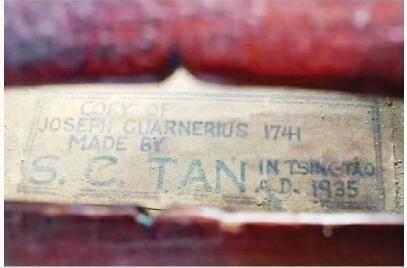 COPY OF
JOSEPH GUARNERIUS 1741
MADE BY
S. C. TAN IN TSINGTAO
A.D. 1935